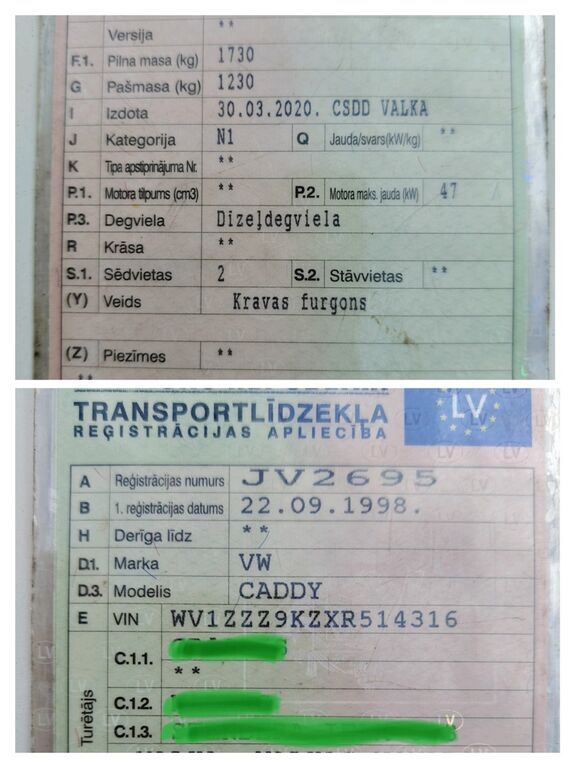 Versija **
F.1. Pilna masa (kg) 1730
G Pašmasa (kg) 1230
I Izdota 30.03.2020. CSDD VALKA
J Kategorija N1 Q Jauda/svars(kW/kg) **
K Tipa apstiprinājuma Nr. **
P.1. Motora tilpums (cm3) ** P.2. Motora maks. jauda (kW) 47
P.3. Degviela Dīzeļdegviela
R Krāsa **
S.1. Sēdvietas 2 S.2. Stāvvietas **
(Y) Veids Kravas furgons
(Z) Piezīmes **
**
TRANSPORTLĪDZEKĻA
REĢISTRĀCIJAS APLIECĪBA
LV
A Reģistrācijas numurs JV2695
B 1. reģistrācijas datums 22.09.1998.
H Derīga līdz **
D.1. Marka VW
D.3. Modelis CADDY
E VIN WV1ZZZ9KZXR514316
Turētājs
C.1.1.
**
C.1.2.
C.1.3.